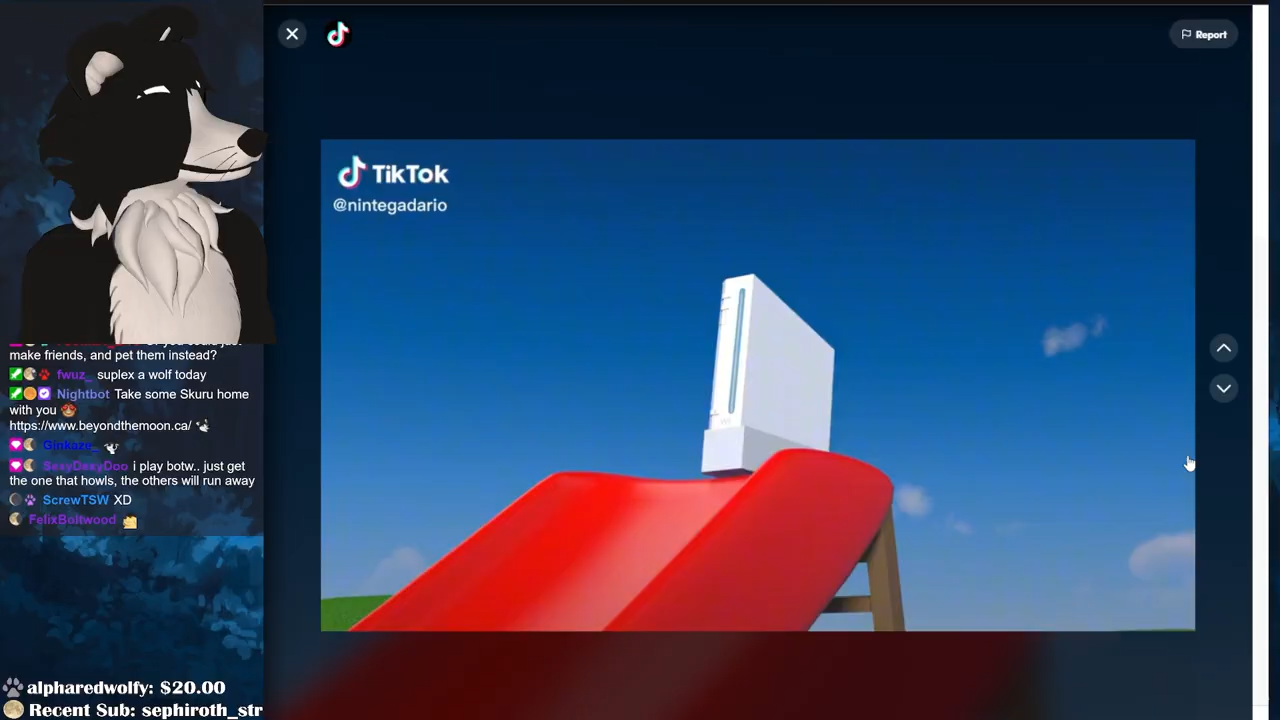 Report
TikTok
@nintegadario
make friends, and pet them instead?
fwuz_ suplex a wolf today
Nightbot Take some Skuru home
with you
https://www.beyondthemoon.ca/
Ginkaze_
SexyDexyDoo i play botw.. just get
the one that howls, the others will run away
ScrewTSW XD
FelixBoltwood
alpharedwolfy: $20.00
Recent Sub: sephiroth_str